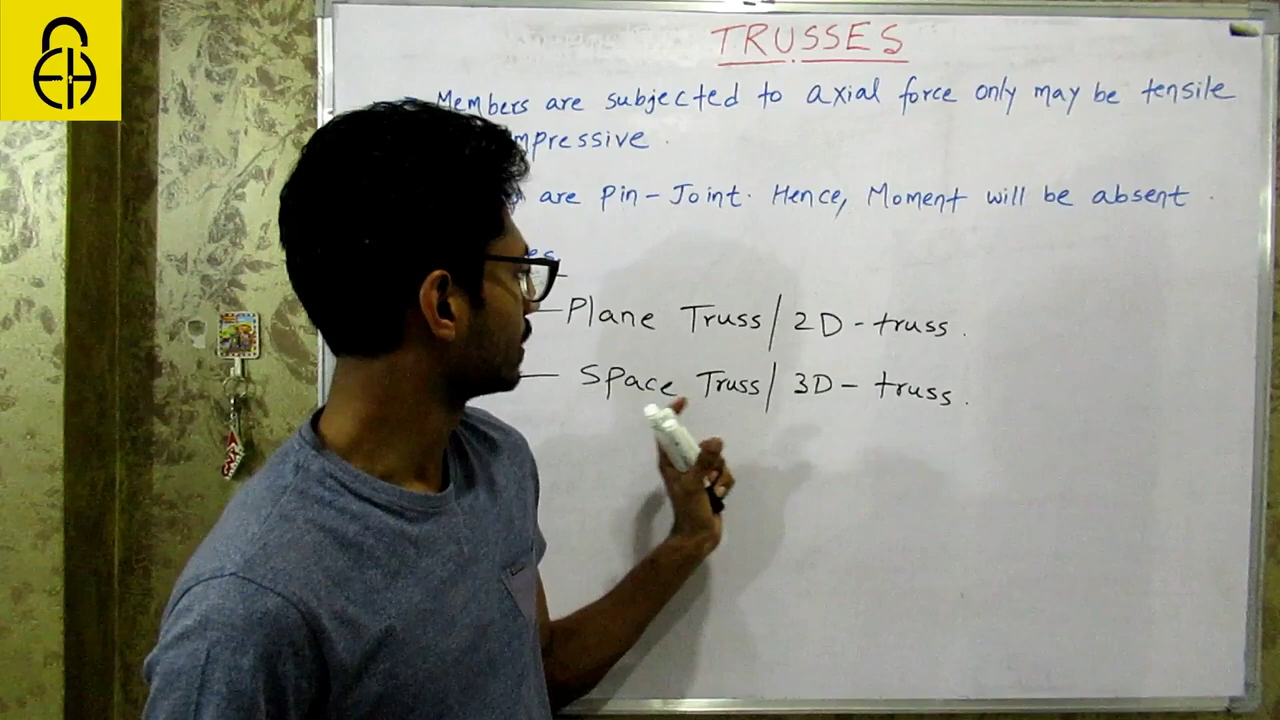 TRUSSES
Members are subjected to axial force only may be tensile
mpressive.
are Pin-Joint. Hence, Moment will be absent.
es
Plane Truss/2D-truss.
Space Truss/3D-truss.